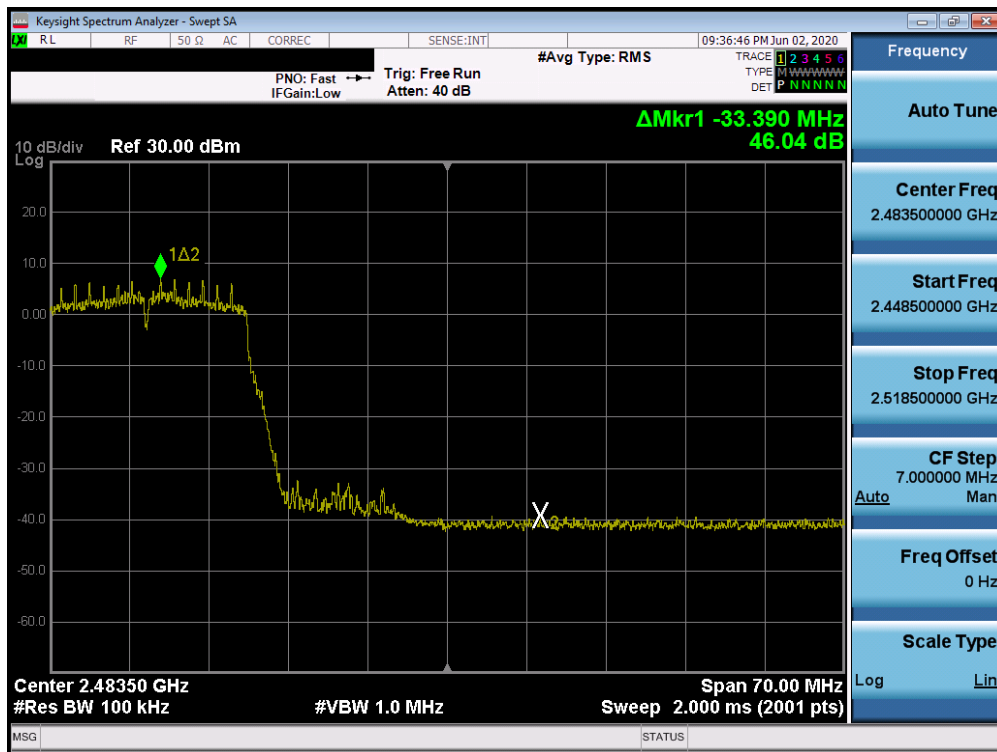 Keysight Spectrum Analyzer - Swept SA
LXI RL RF 50 Ω AC CORREC SENSE:INT 09:36:46 PM Jun 02, 2020
#Avg Type: RMS
TRACE 1 2 3 4 5 6
PNO: Fast Trig: Free Run
TYPE M WWWWW
IFGain:Low Atten: 40 dB
DET P N N N N N
Frequency
ΔMkr1 -33.390 MHz
46.04 dB
10 dB/div Ref 30.00 dBm
Log
20.0
10.0
0.00
-10.0
-20.0
-30.0
-40.0
-50.0
-60.0
1Δ2
X2
Center 2.48350 GHz Span 70.00 MHz
#Res BW 100 kHz #VBW 1.0 MHz Sweep 2.000 ms (2001 pts)
Auto Tune
Center Freq
2.483500000 GHz
Start Freq
2.448500000 GHz
Stop Freq
2.518500000 GHz
CF Step
7.000000 MHz
Auto Man
Freq Offset
0 Hz
Scale Type
Log Lin
MSG STATUS